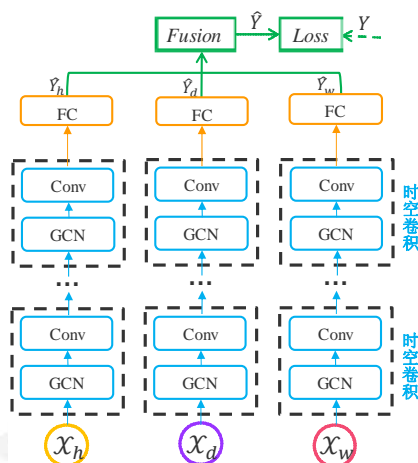 Fusion Ŷ Loss Y
Ŷh Ŷd Ŷw
FC FC FC
Conv Conv Conv
GCN GCN GCN
时空卷积
... ... ...
Conv Conv Conv
GCN GCN GCN
时空卷积
𝒳h 𝒳d 𝒳w